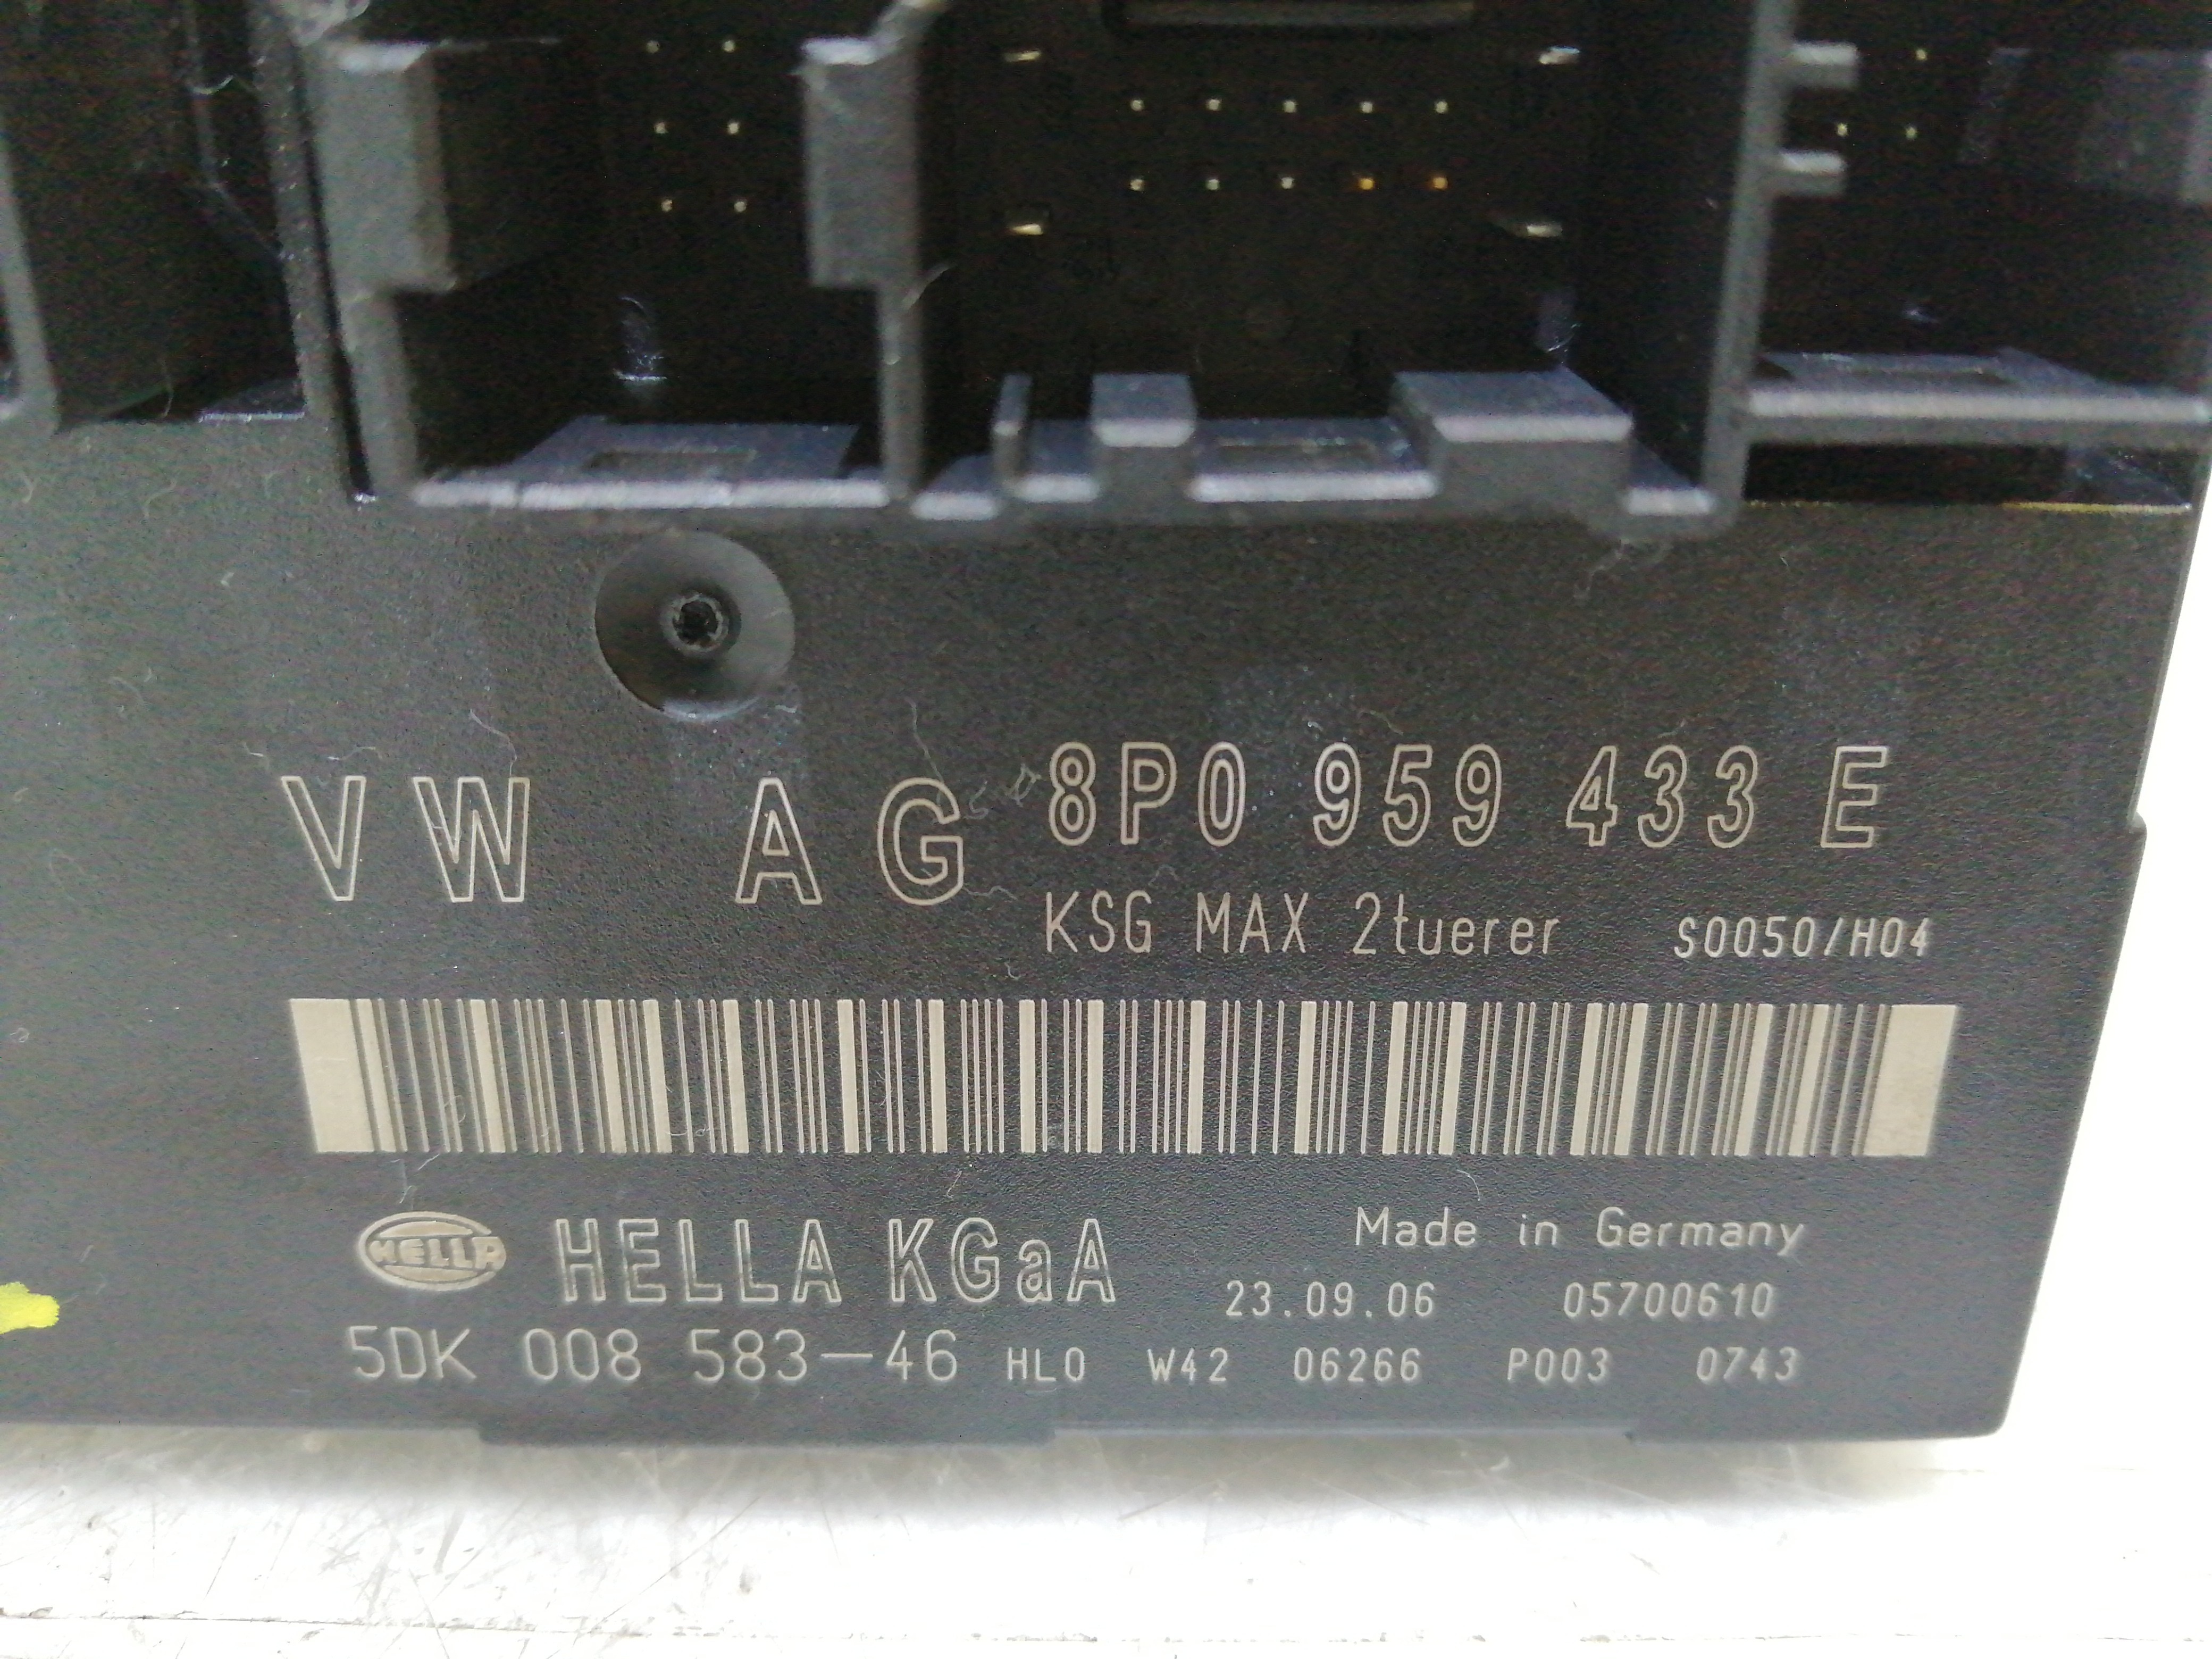 VW AG 8P0 959 433 E
KSG MAX 2tuerer S0050/H04
HELLA HELLA KGaA Made in Germany
23.09.06 05700610
5DK 008 583-46 HLO W42 06266 P003 0743